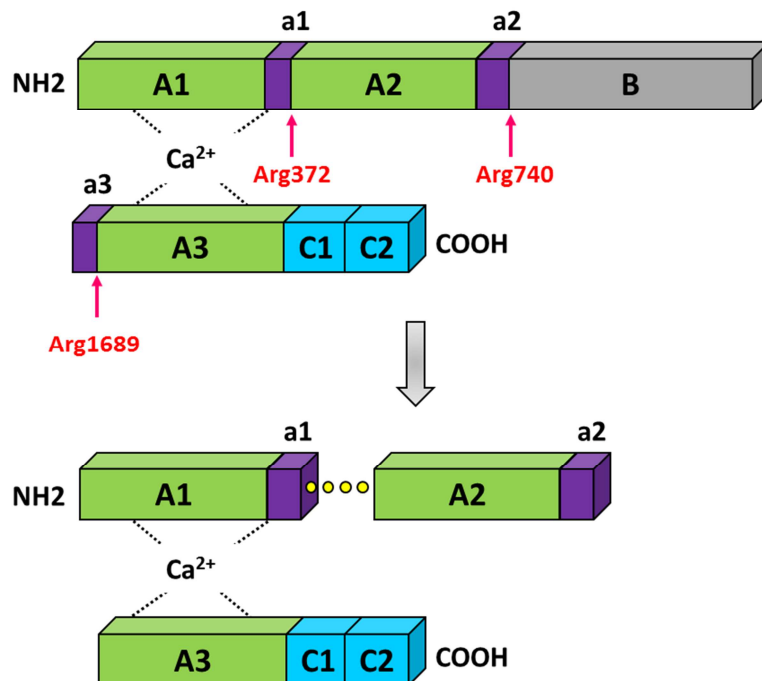 a1 a2
NH2 A1 A2 B
Ca²⁺
Arg372 Arg740
a3
A3 C1 C2 COOH
Arg1689
a1 a2
NH2 A1 A2
Ca²⁺
A3 C1 C2 COOH